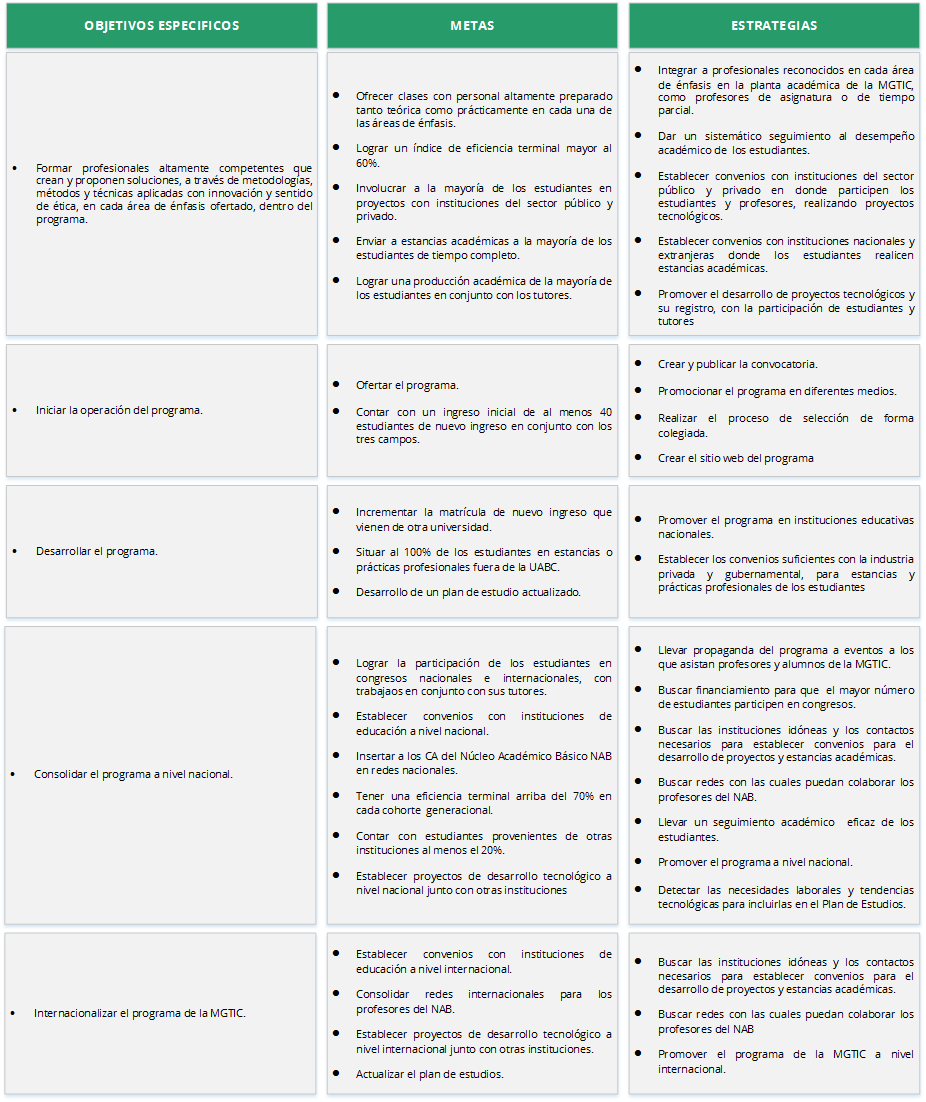 OBJETIVOS ESPECIFICOS
METAS
ESTRATEGIAS
• Formar profesionales altamente competentes que
crean y proponen soluciones, a través de metodologías,
métodos y técnicas aplicadas con innovación y sentido
de ética, en cada área de énfasis ofertado, dentro del
programa.
• Ofrecer clases con personal altamente preparado
tanto teórica como prácticamente en cada una de
las áreas de énfasis.
• Lograr un índice de eficiencia terminal mayor al
60%.
• Involucrar a la mayoría de los estudiantes en
proyectos con instituciones del sector público y
privado.
• Enviar a estancias académicas a la mayoría de los
estudiantes de tiempo completo.
• Lograr una producción académica de la mayoría de
los estudiantes en conjunto con los tutores.
• Integrar a profesionales reconocidos en cada área
de énfasis en la planta académica de la MGTIC,
como profesores de asignatura o de tiempo
parcial.
• Dar un sistemático seguimiento al desempeño
académico de los estudiantes.
• Establecer convenios con instituciones del sector
público y privado en donde participen los
estudiantes y profesores, realizando proyectos
tecnológicos.
• Establecer convenios con instituciones nacionales y
extranjeras donde los estudiantes realicen
estancias académicas.
• Promover el desarrollo de proyectos tecnológicos y
su registro, con la participación de estudiantes y
tutores
• Iniciar la operación del programa.
• Ofertar el programa.
• Contar con un ingreso inicial de al menos 40
estudiantes de nuevo ingreso en conjunto con los
tres campos.
• Crear y publicar la convocatoria.
• Promocionar el programa en diferentes medios.
• Realizar el proceso de selección de forma
colegiada.
• Crear el sitio web del programa
• Desarrollar el programa.
• Incrementar la matrícula de nuevo ingreso que
vienen de otra universidad.
• Situar al 100% de los estudiantes en estancias o
prácticas profesionales fuera de la UABC.
• Desarrollo de un plan de estudio actualizado.
• Promover el programa en instituciones educativas
nacionales.
• Establecer los convenios suficientes con la industria
privada y gubernamental, para estancias y
prácticas profesionales de los estudiantes
• Consolidar el programa a nivel nacional.
• Lograr la participación de los estudiantes en
congresos nacionales e internacionales, con
trabajaos en conjunto con sus tutores.
• Establecer convenios con instituciones de
educación a nivel nacional.
• Insertar a los CA del Núcleo Académico Básico NAB
en redes nacionales.
• Tener una eficiencia terminal arriba del 70% en
cada cohorte generacional.
• Contar con estudiantes provenientes de otras
instituciones al menos el 20%.
• Establecer proyectos de desarrollo tecnológico a
nivel nacional junto con otras instituciones
• Llevar propaganda del programa a eventos a los
que asistan profesores y alumnos de la MGTIC.
• Buscar financiamiento para que el mayor número
de estudiantes participen en congresos.
• Buscar las instituciones idóneas y los contactos
necesarios para establecer convenios para el
desarrollo de proyectos y estancias académicas.
• Buscar redes con las cuales puedan colaborar los
profesores del NAB.
• Llevar un seguimiento académico eficaz de los
estudiantes.
• Promover el programa a nivel nacional.
• Detectar las necesidades laborales y tendencias
tecnológicas para incluirlas en el Plan de Estudios.
• Internacionalizar el programa de la MGTIC.
• Establecer convenios con instituciones de
educación a nivel internacional.
• Consolidar redes internacionales para los
profesores del NAB.
• Establecer proyectos de desarrollo tecnológico a
nivel internacional junto con otras instituciones.
• Actualizar el plan de estudios.
• Buscar las instituciones idóneas y los contactos
necesarios para establecer convenios para el
desarrollo de proyectos y estancias académicas.
• Buscar redes con las cuales puedan colaborar los
profesores del NAB
• Promover el programa de la MGTIC a nivel
internacional.